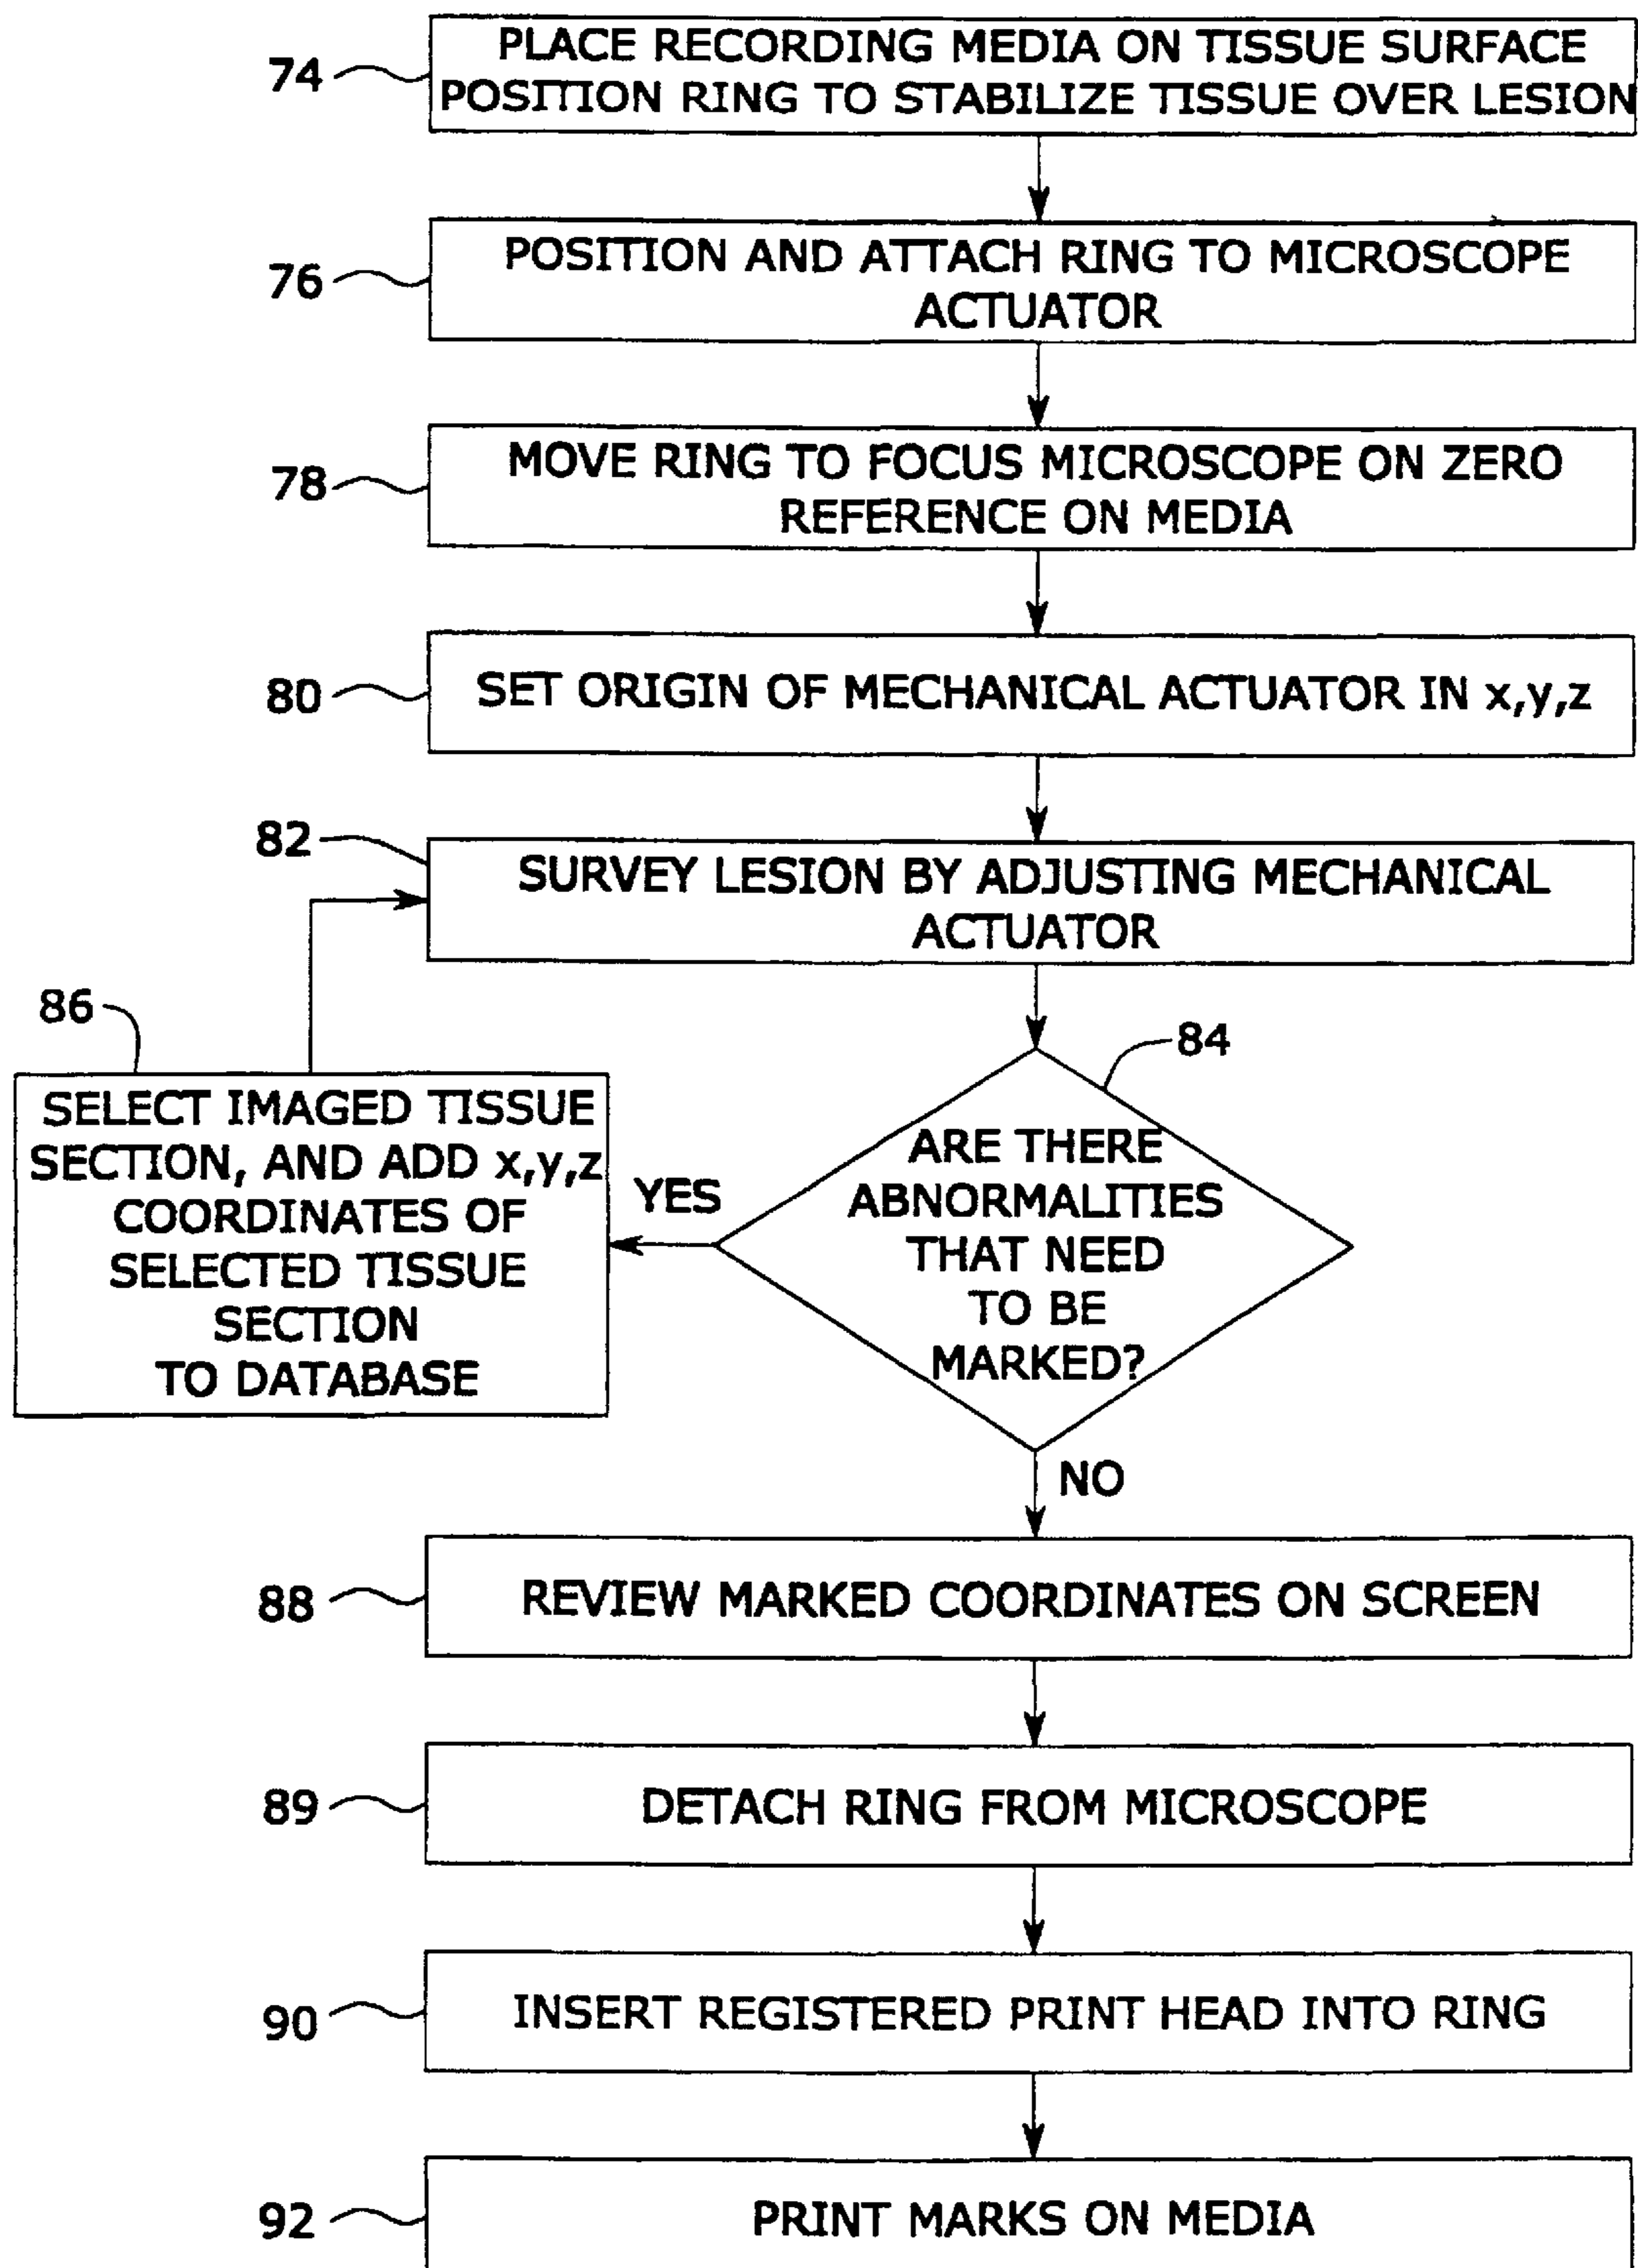 74
PLACE RECORDING MEDIA ON TISSUE SURFACE
POSITION RING TO STABILIZE TISSUE OVER LESION
76
POSITION AND ATTACH RING TO MICROSCOPE
ACTUATOR
78
MOVE RING TO FOCUS MICROSCOPE ON ZERO
REFERENCE ON MEDIA
80
SET ORIGIN OF MECHANICAL ACTUATOR IN x,y,z
82
SURVEY LESION BY ADJUSTING MECHANICAL
ACTUATOR
84
ARE THERE
ABNORMALITIES
THAT NEED
TO BE
MARKED?
YES
86
SELECT IMAGED TISSUE
SECTION, AND ADD x,y,z
COORDINATES OF
SELECTED TISSUE
SECTION
TO DATABASE
NO
88
REVIEW MARKED COORDINATES ON SCREEN
89
DETACH RING FROM MICROSCOPE
90
INSERT REGISTERED PRINT HEAD INTO RING
92
PRINT MARKS ON MEDIA